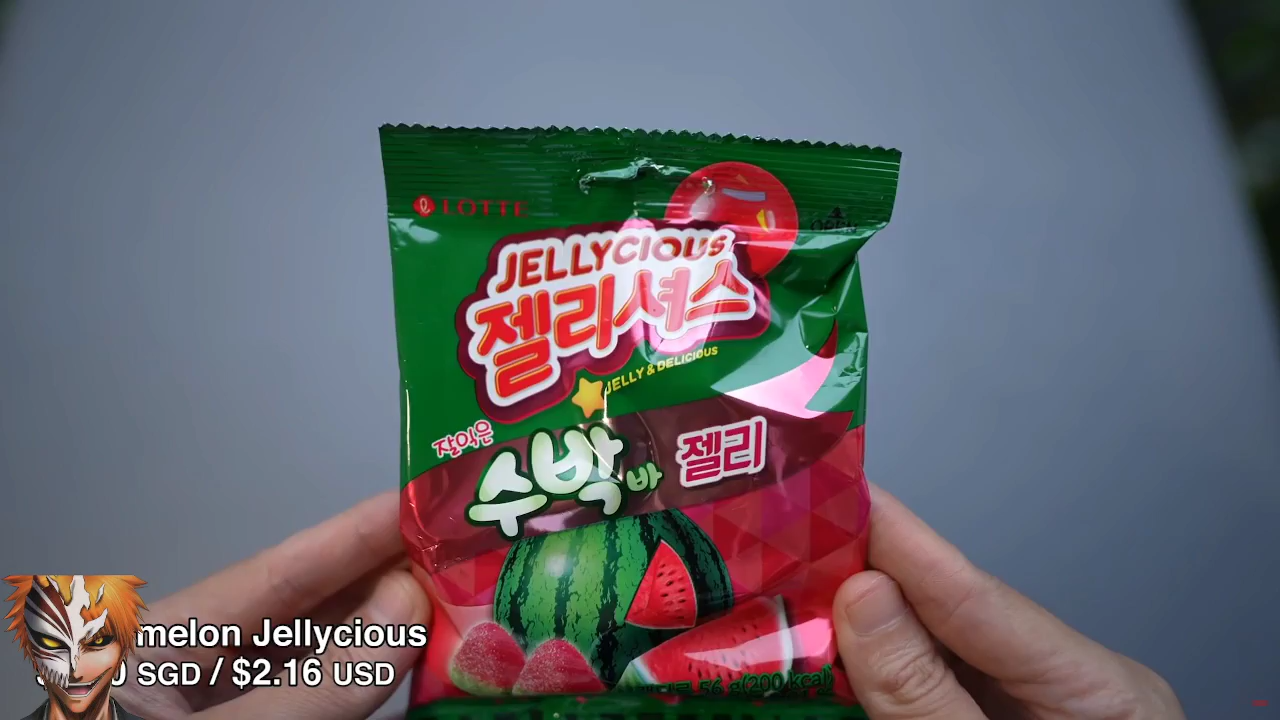 LOTTE
OPEN
JELLYCIOUS
젤리셔스
JELLY & DELICIOUS
잘익은
수박바 젤리
56 g(200 kcal)
melon Jellycious
SGD / $2.16 USD